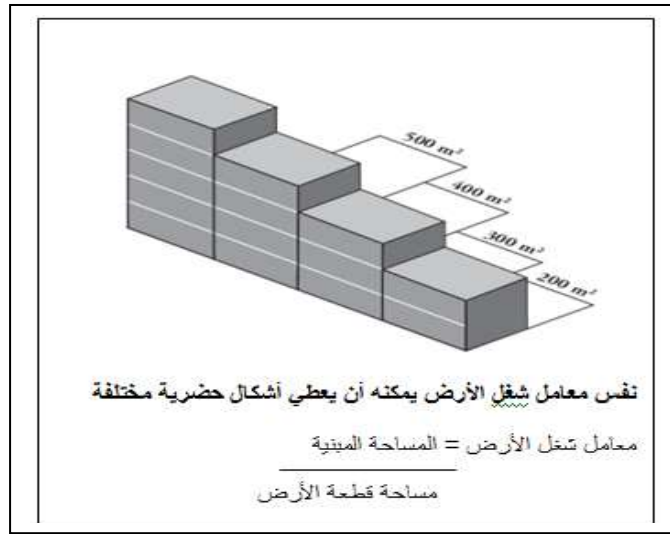 500 m²
400 m²
300 m²
200 m²
نفس معامل شغل الأرض يمكنه أن يعطي أشكال حضرية مختلفة
معامل شغل الأرض = المساحة المبنية
مساحة قطعة الأرض